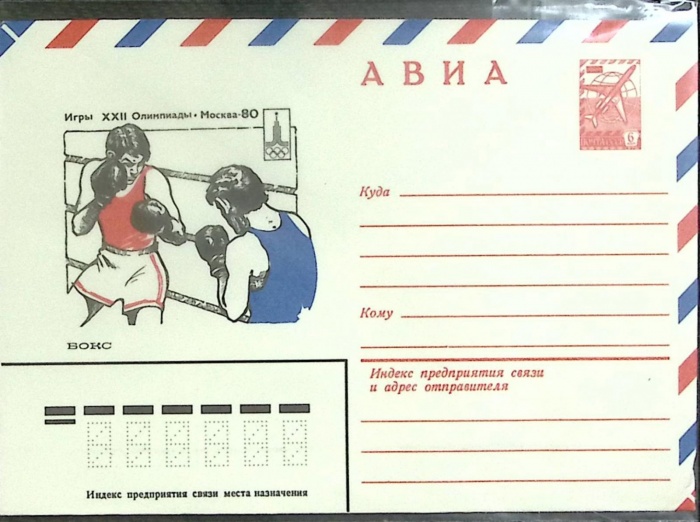 АВИА
Игры XXII Олимпиады • Москва-80
6
Куда
Кому
БОКС
Индекс предприятия связи
и адрес отправителя
Индекс предприятия связи места назначения